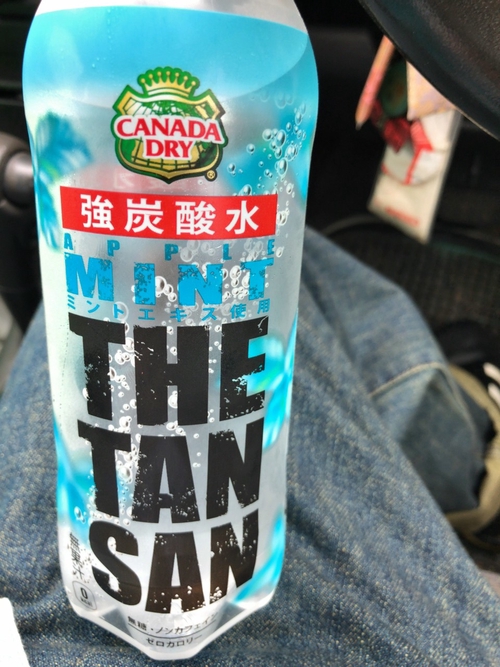 CANADA
DRY
®
強炭酸水
APPLE
MINT
ミントエキス使用
THE
TAN
SAN
無糖・ノンカフェイン
ゼロカロリー